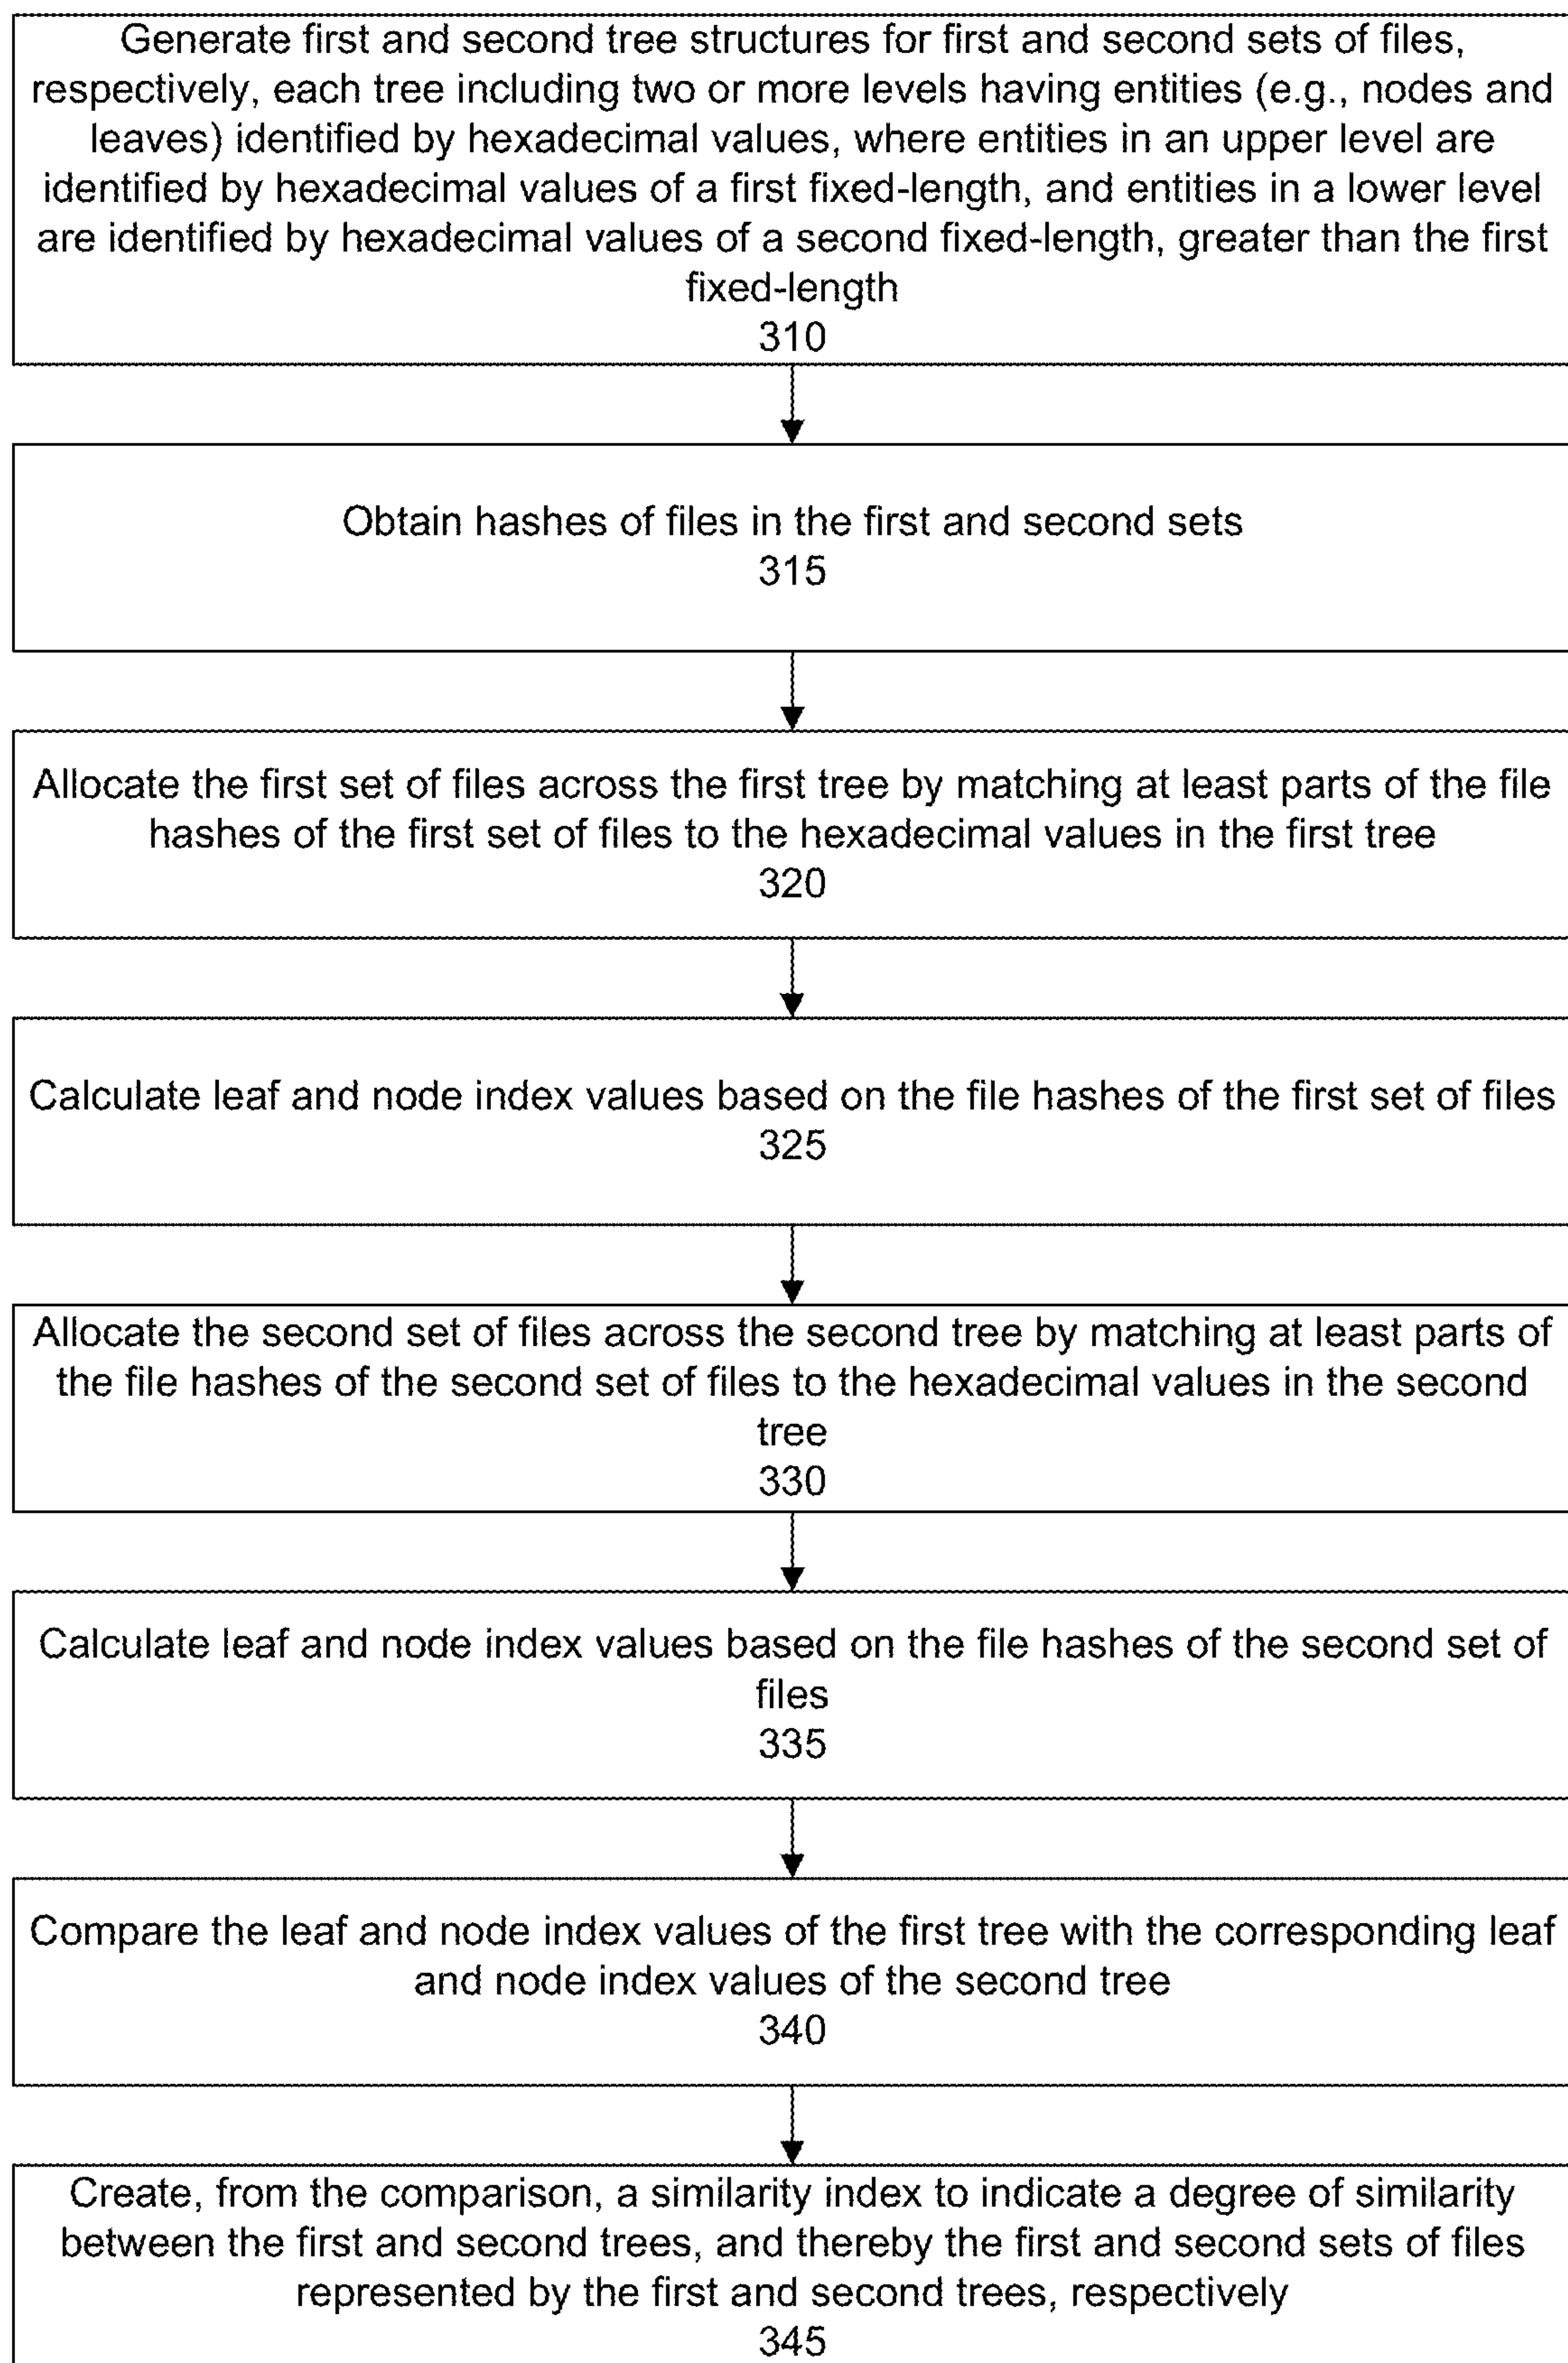 Generate first and second tree structures for first and second sets of files,
respectively, each tree including two or more levels having entities (e.g., nodes and
leaves) identified by hexadecimal values, where entities in an upper level are
identified by hexadecimal values of a first fixed-length, and entities in a lower level
are identified by hexadecimal values of a second fixed-length, greater than the first
fixed-length
310
Obtain hashes of files in the first and second sets
315
Allocate the first set of files across the first tree by matching at least parts of the file
hashes of the first set of files to the hexadecimal values in the first tree
320
Calculate leaf and node index values based on the file hashes of the first set of files
325
Allocate the second set of files across the second tree by matching at least parts of
the file hashes of the second set of files to the hexadecimal values in the second
tree
330
Calculate leaf and node index values based on the file hashes of the second set of
files
335
Compare the leaf and node index values of the first tree with the corresponding leaf
and node index values of the second tree
340
Create, from the comparison, a similarity index to indicate a degree of similarity
between the first and second trees, and thereby the first and second sets of files
represented by the first and second trees, respectively
345